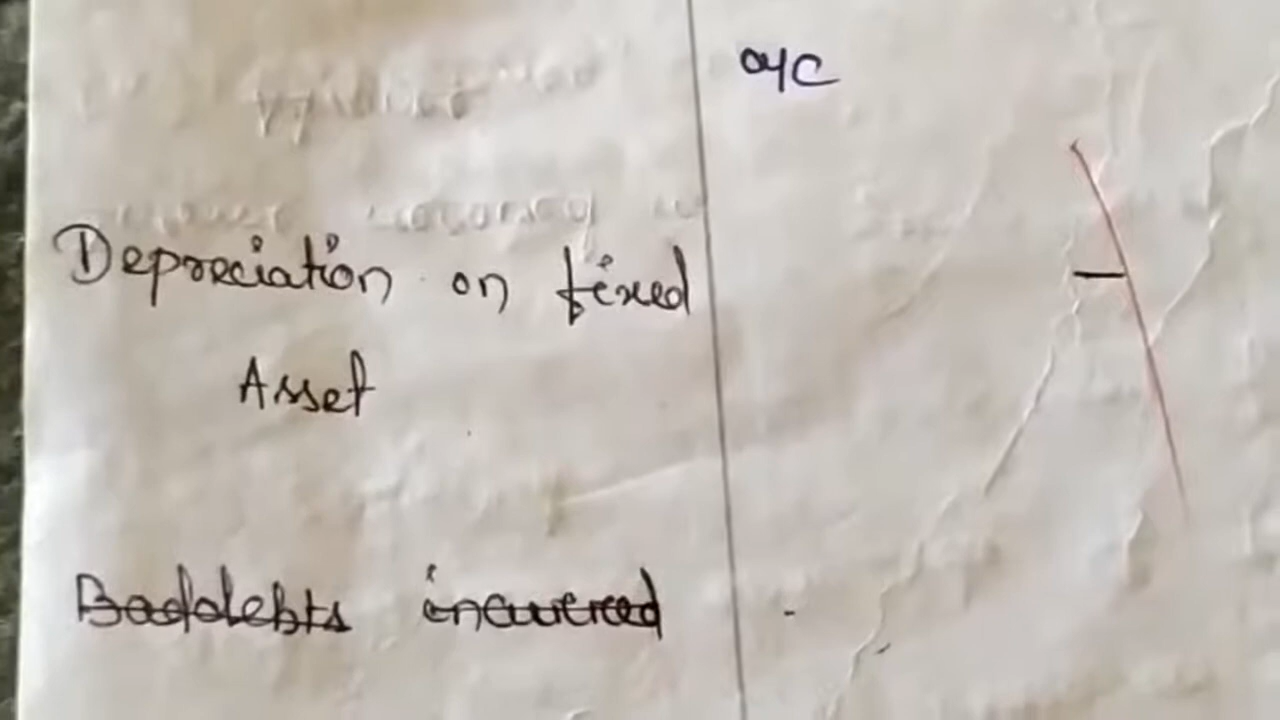 a/c
Depreciation on fixed
Asset
Baddebts incurred